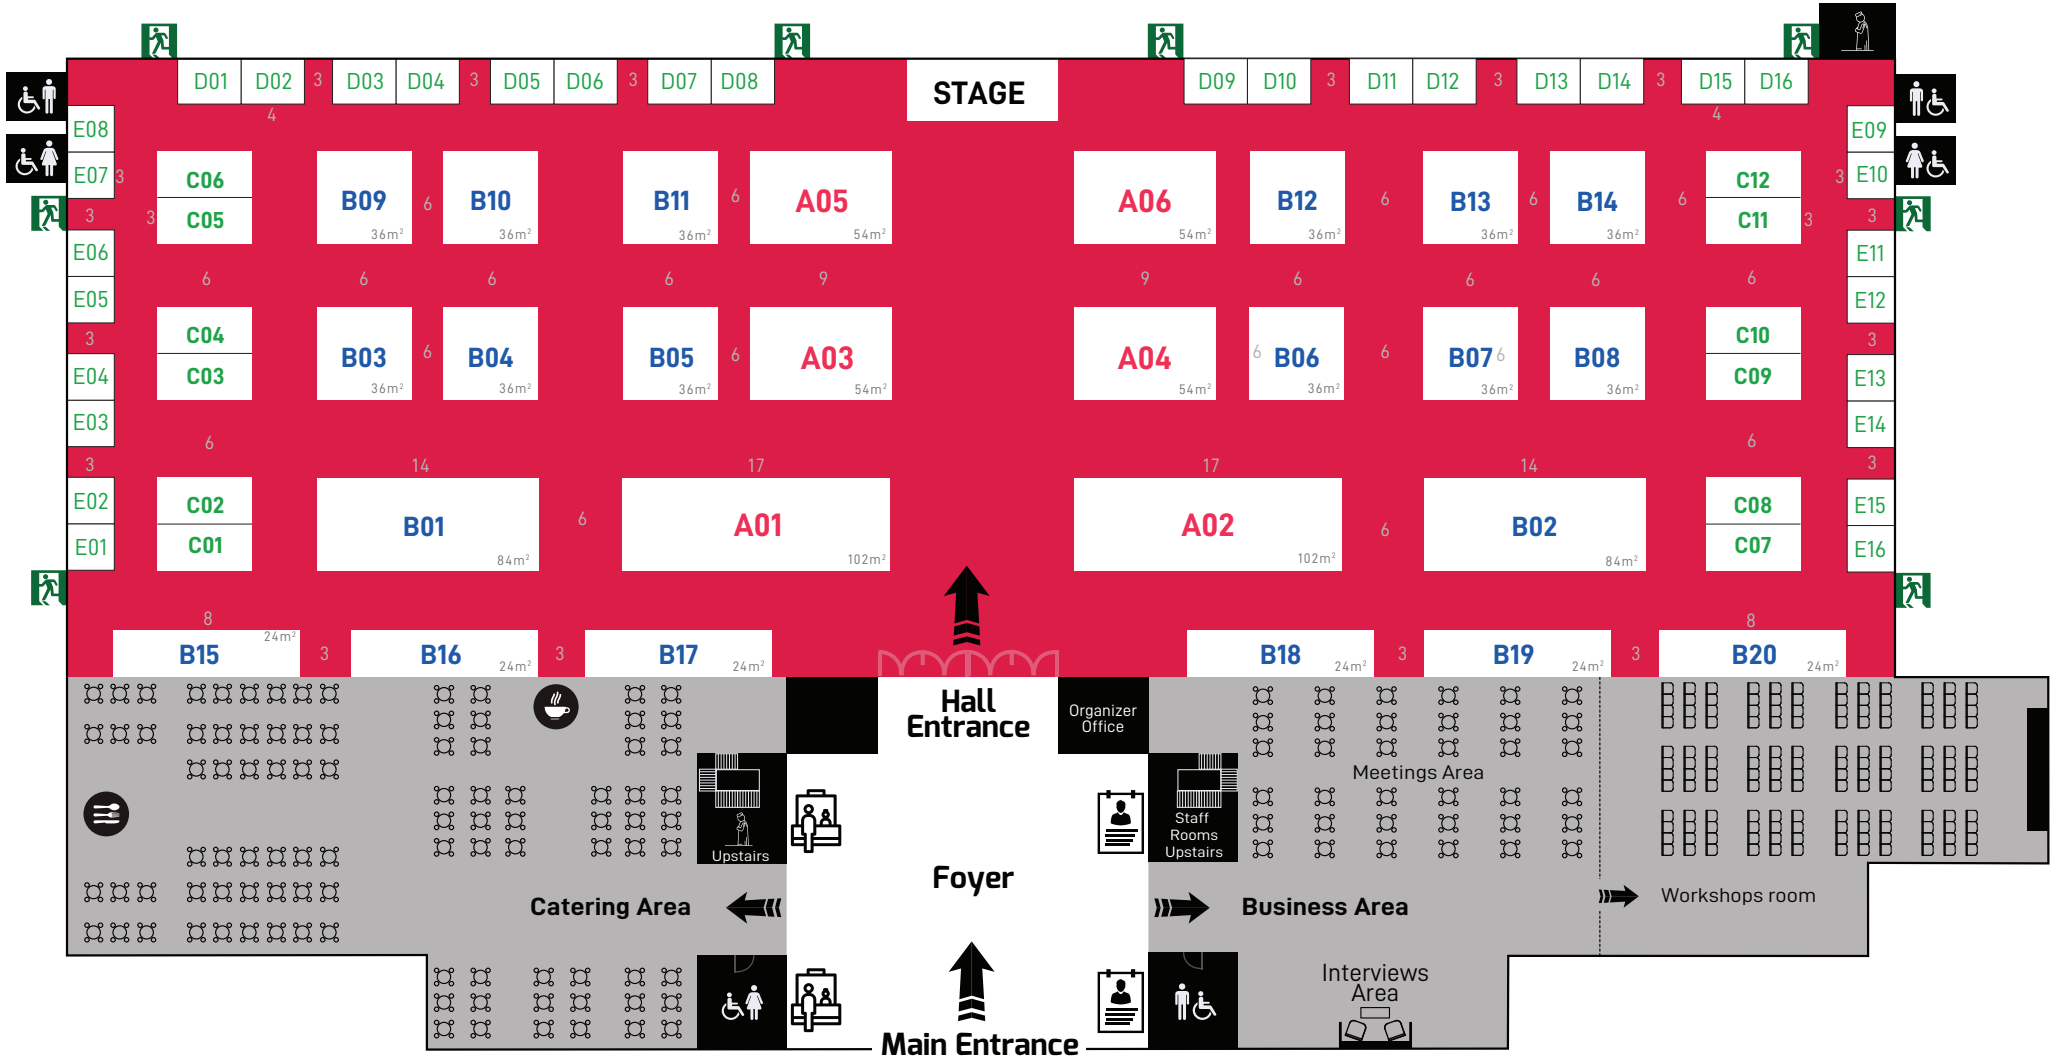 D01 D02 3 D03 D04 3 D05 D06 3 D07 D08 STAGE D09 D10 3 D11 D12 3 D13 D14 3 D15 D16
4 4
E08 E09
E07 3 C06 B09 36m² 6 B10 36m² B11 36m² 6 A05 54m² A06 54m² B12 36m² 6 B13 36m² 6 B14 36m² 6 C12 3 E10
3 3 C05 C11 3 3
E06 E11
6 6 6 6 9 9 6 6 6 6
E05 E12
3 C04 C10 3
E04 C03 B03 36m² 6 B04 36m² B05 36m² 6 A03 54m² A04 54m² 6 B06 36m² 6 B07 6 36m² B08 36m² C09 E13
E03 E14
6 6
3 14 17 17 14 3
E02 C02 C08 E15
B01 84m² 6 A01 102m² A02 102m² 6 B02 84m²
E01 C01 C07 E16
8 8
B15 24m² 3 B16 24m² 3 B17 24m² B18 24m² 3 B19 24m² 3 B20 24m²
Hall
Entrance
Organizer
Office
Meetings Area
Upstairs
Staff
Rooms
Upstairs
Foyer
Catering Area
Business Area
Workshops room
Interviews
Area
Main Entrance